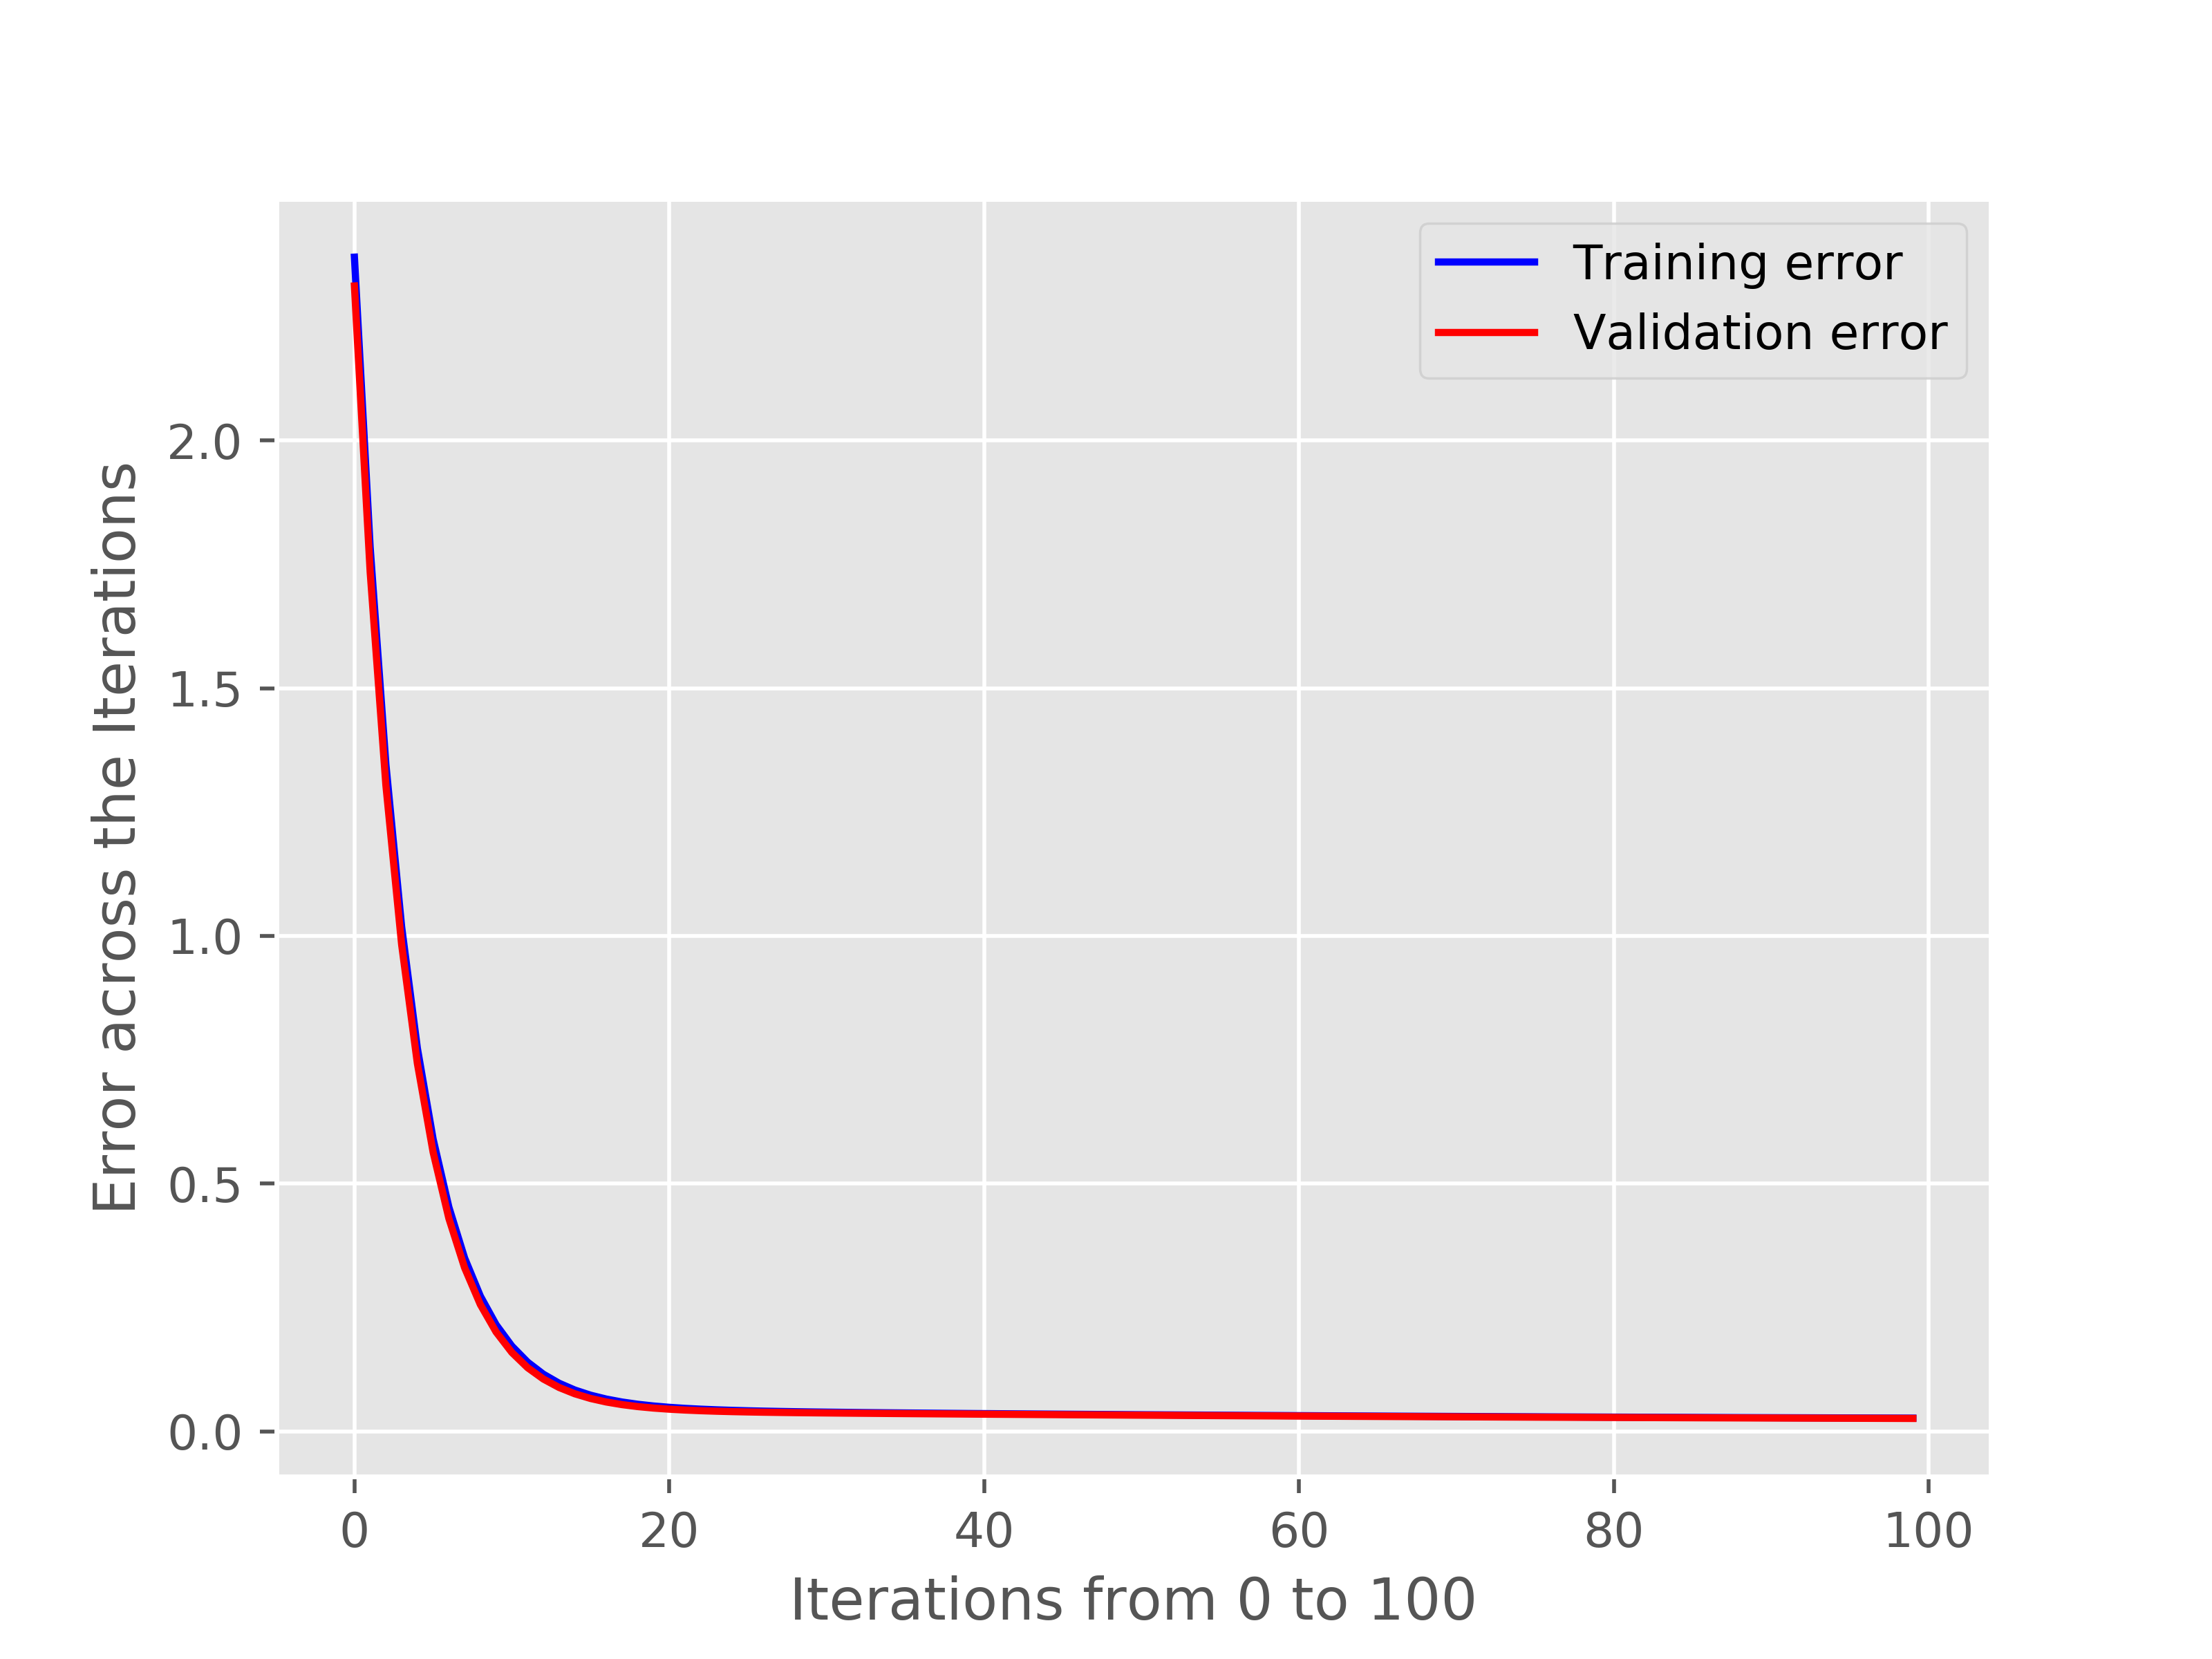 Training error
Validation error
2.0
1.5
1.0
0.5
0.0
Error across the Iterations
0 20 40 60 80 100
Iterations from 0 to 100